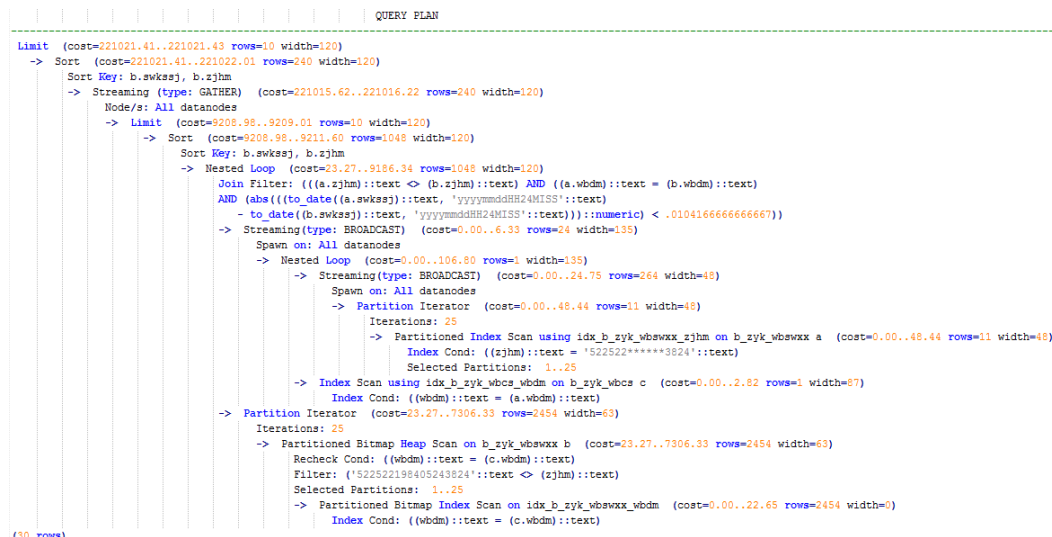 QUERY PLAN
Limit (cost=221021.41..221021.43 rows=10 width=120)
-> Sort (cost=221021.41..221022.01 rows=240 width=120)
Sort Key: b.swkssj, b.zjhm
-> Streaming (type: GATHER) (cost=221015.62..221016.22 rows=240 width=120)
Node/s: All datanodes
-> Limit (cost=9208.98..9209.01 rows=10 width=120)
-> Sort (cost=9208.98..9211.60 rows=1048 width=120)
Sort Key: b.swkssj, b.zjhm
-> Nested Loop (cost=23.27..9186.34 rows=1048 width=120)
Join Filter: (((a.zjhm)::text <> (b.zjhm)::text) AND ((a.wbdm)::text = (b.wbdm)::text)
AND (abs(((to_date((a.swkssj)::text, 'yyyymmddHH24MISS'::text)
- to_date((b.swkssj)::text, 'yyyymmddHH24MISS'::text)))::numeric) < .0104166666666667))
-> Streaming(type: BROADCAST) (cost=0.00..6.33 rows=24 width=135)
Spawn on: All datanodes
-> Nested Loop (cost=0.00..106.80 rows=1 width=135)
-> Streaming(type: BROADCAST) (cost=0.00..24.75 rows=264 width=48)
Spawn on: All datanodes
-> Partition Iterator (cost=0.00..48.44 rows=11 width=48)
Iterations: 25
-> Partitioned Index Scan using idx_b_zyk_wbswxx_zjhm on b_zyk_wbswxx a (cost=0.00..48.44 rows=11 width=48)
Index Cond: ((zjhm)::text = '522522******3824'::text)
Selected Partitions: 1..25
-> Index Scan using idx_b_zyk_wbcs_wbdm on b_zyk_wbcs c (cost=0.00..2.82 rows=1 width=87)
Index Cond: ((wbdm)::text = (a.wbdm)::text)
-> Partition Iterator (cost=23.27..7306.33 rows=2454 width=63)
Iterations: 25
-> Partitioned Bitmap Heap Scan on b_zyk_wbswxx b (cost=23.27..7306.33 rows=2454 width=63)
Recheck Cond: ((wbdm)::text = (c.wbdm)::text)
Filter: ('522522198405243824'::text <> (zjhm)::text)
Selected Partitions: 1..25
-> Partitioned Bitmap Index Scan on idx_b_zyk_wbswxx_wbdm (cost=0.00..22.65 rows=2454 width=0)
Index Cond: ((wbdm)::text = (c.wbdm)::text)
(30 rows)